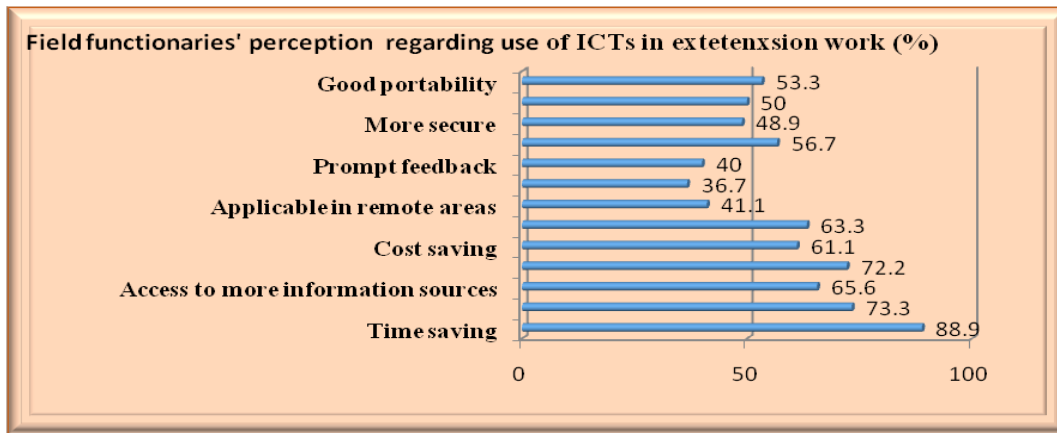 Field functionaries' perception regarding use of ICTs in extetenxsion work (%)
Good portability 53.3
50
More secure 48.9
56.7
Prompt feedback 40
36.7
Applicable in remote areas 41.1
63.3
Cost saving 61.1
72.2
Access to more information sources 65.6
73.3
Time saving 88.9
0 50 100